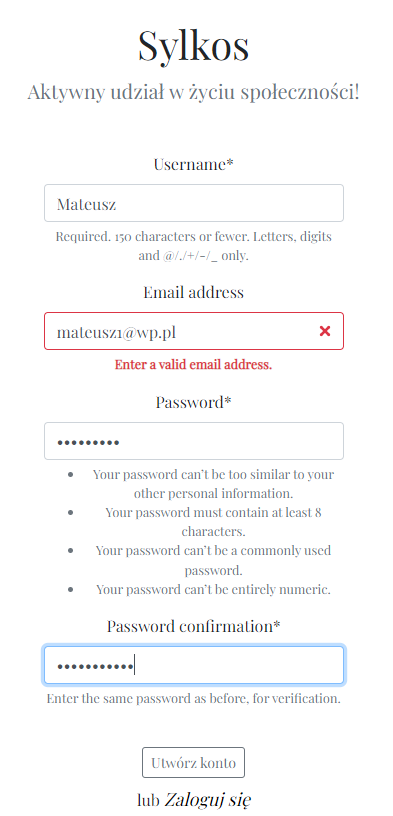 Sylkos
Aktywny udział w życiu społeczności!
Username*
Mateusz
Required. 150 characters or fewer. Letters, digits
and @/./+/-/_ only.
Email address
mateusz1@wp.pl
Enter a valid email address.
Password*
•••••••••
• Your password can’t be too similar to your
other personal information.
• Your password must contain at least 8
characters.
• Your password can’t be a commonly used
password.
• Your password can’t be entirely numeric.
Password confirmation*
•••••••••••
Enter the same password as before, for verification.
Utwórz konto
lub Zaloguj się